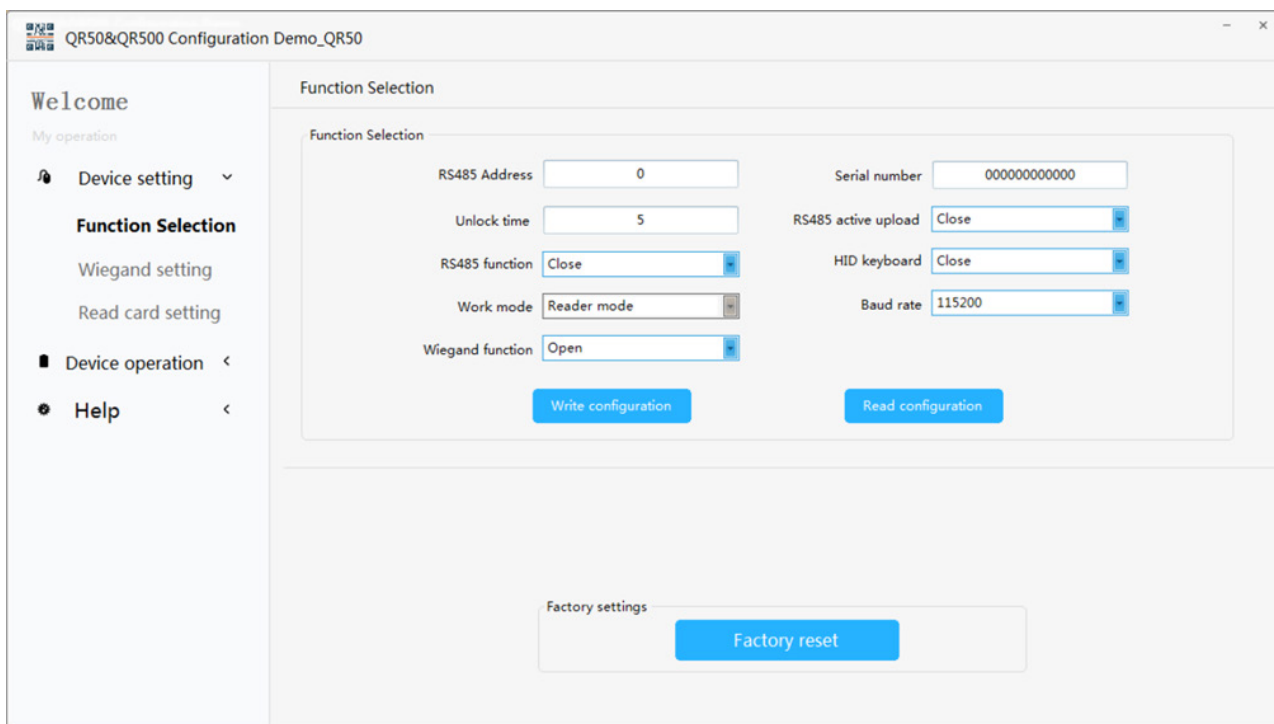 QR50&QR500 Configuration Demo_QR50
Welcome
My operation
Device setting
Function Selection
Wiegand setting
Read card setting
Device operation
Help
Function Selection
Function Selection
RS485 Address 0
Serial number 000000000000
Unlock time 5
RS485 active upload Close
RS485 function Close
HID keyboard Close
Work mode Reader mode
Baud rate 115200
Wiegand function Open
Write configuration
Read configuration
Factory settings
Factory reset